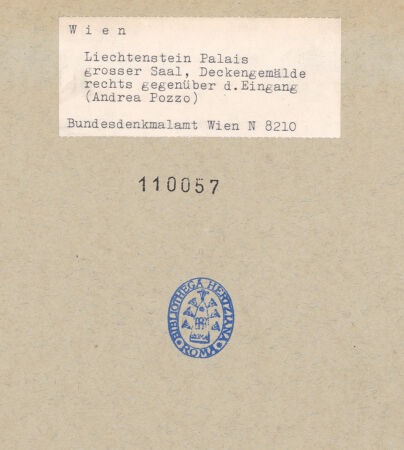 Wien
Liechtenstein Palais
grosser Saal, Deckengemälde
rechts gegenüber d.Eingang
(Andrea Pozzo)
Bundesdenkmalamt Wien N 8210
110057
BIBLIOTHECA HERTZIANA
ROMA